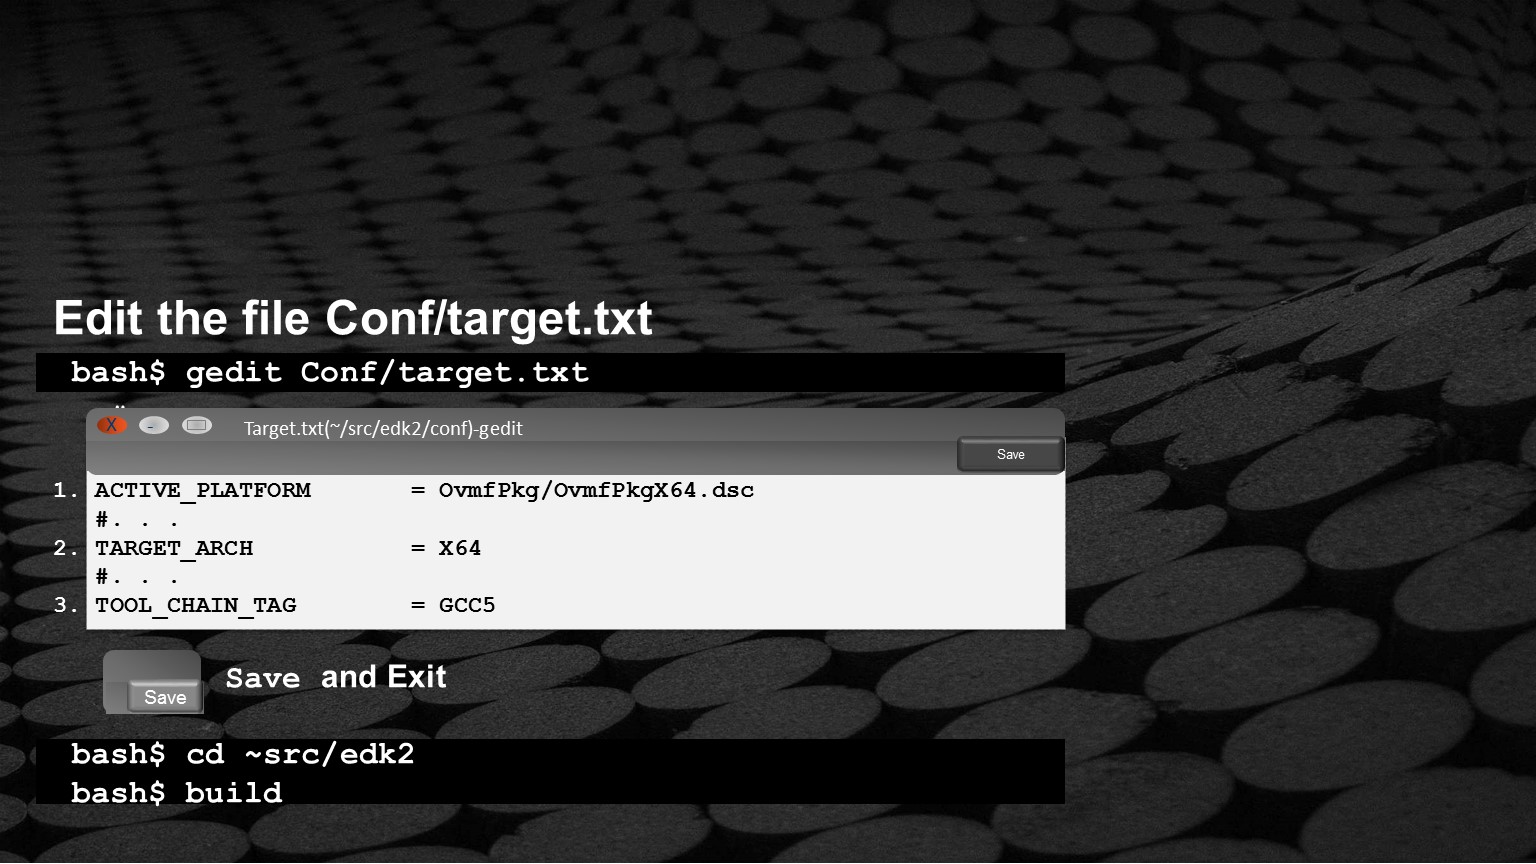 Edit the file Conf/target.txt
bash$ gedit Conf/target.txt
X - Target.txt(~/src/edk2/conf)-gedit
Save
1. ACTIVE_PLATFORM = OvmfPkg/OvmfPkgX64.dsc
#. . .
2. TARGET_ARCH = X64
#. . .
3. TOOL_CHAIN_TAG = GCC5
Save
Save and Exit
bash$ cd ~src/edk2
bash$ build